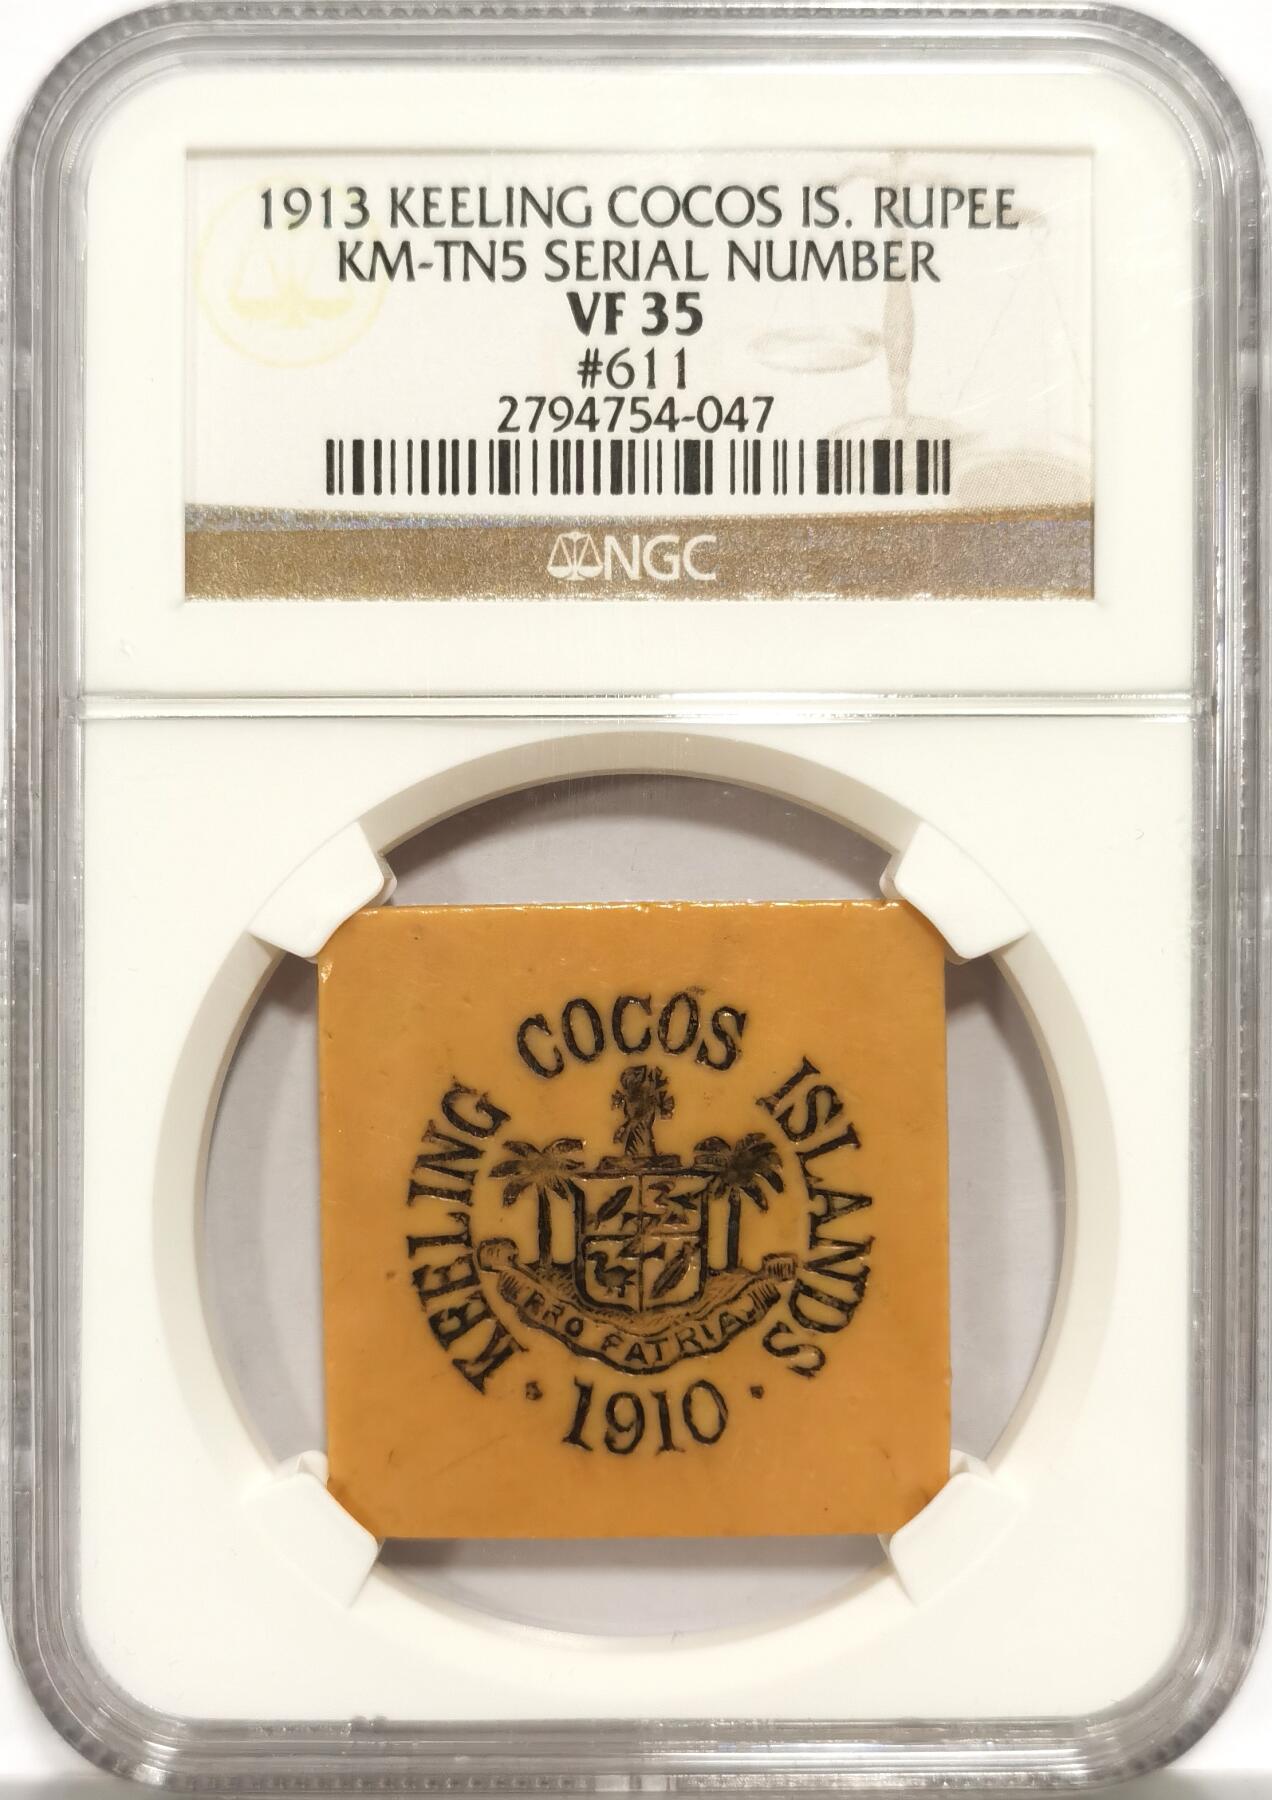 1913 KEELING COCOS IS. RUPEE
KM-TN5 SERIAL NUMBER
VF 35
#611
2794754-047
NGC
KEELING COCOS ISLANDS
PRO PATRIA
· 1910 ·